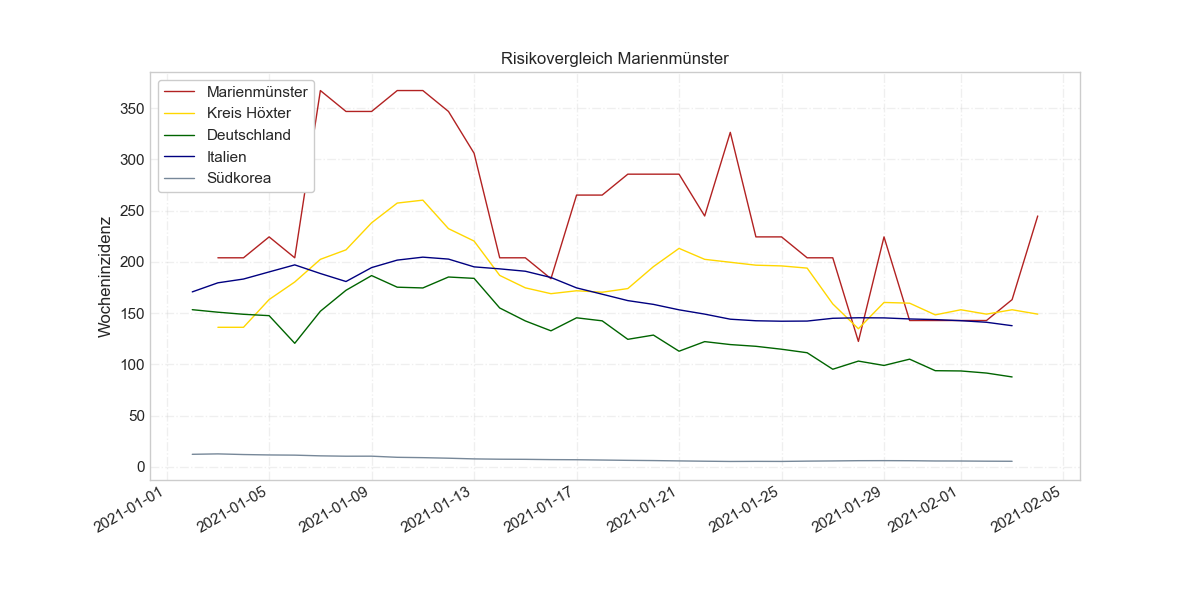 Risikovergleich Marienmünster
Marienmünster
Kreis Höxter
Deutschland
Italien
Südkorea
Wocheninzidenz
350
300
250
200
150
100
50
0
2021-01-01
2021-01-05
2021-01-09
2021-01-13
2021-01-17
2021-01-21
2021-01-25
2021-01-29
2021-02-01
2021-02-05